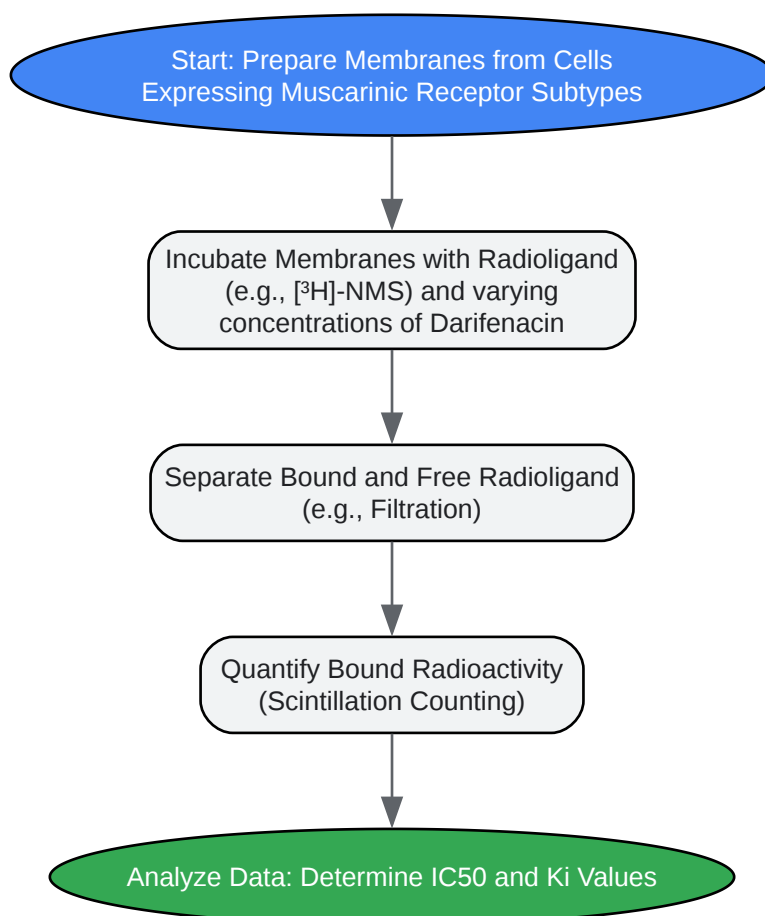 Start: Prepare Membranes from Cells
Expressing Muscarinic Receptor Subtypes
Incubate Membranes with Radioligand
(e.g., [³H]-NMS) and varying
concentrations of Darifenacin
Separate Bound and Free Radioligand
(e.g., Filtration)
Quantify Bound Radioactivity
(Scintillation Counting)
Analyze Data: Determine IC50 and Ki Values